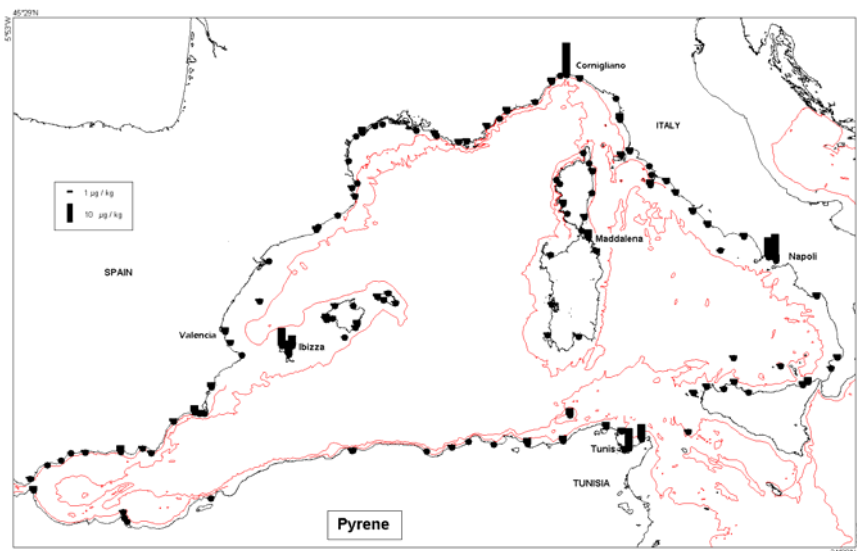 45°29'N
5°53'W
Cornigliano
ITALY
1 µg / kg
10 µg / kg
Maddalena
Napoli
SPAIN
Valencia
Ibizza
Tunis
TUNISIA
Pyrene